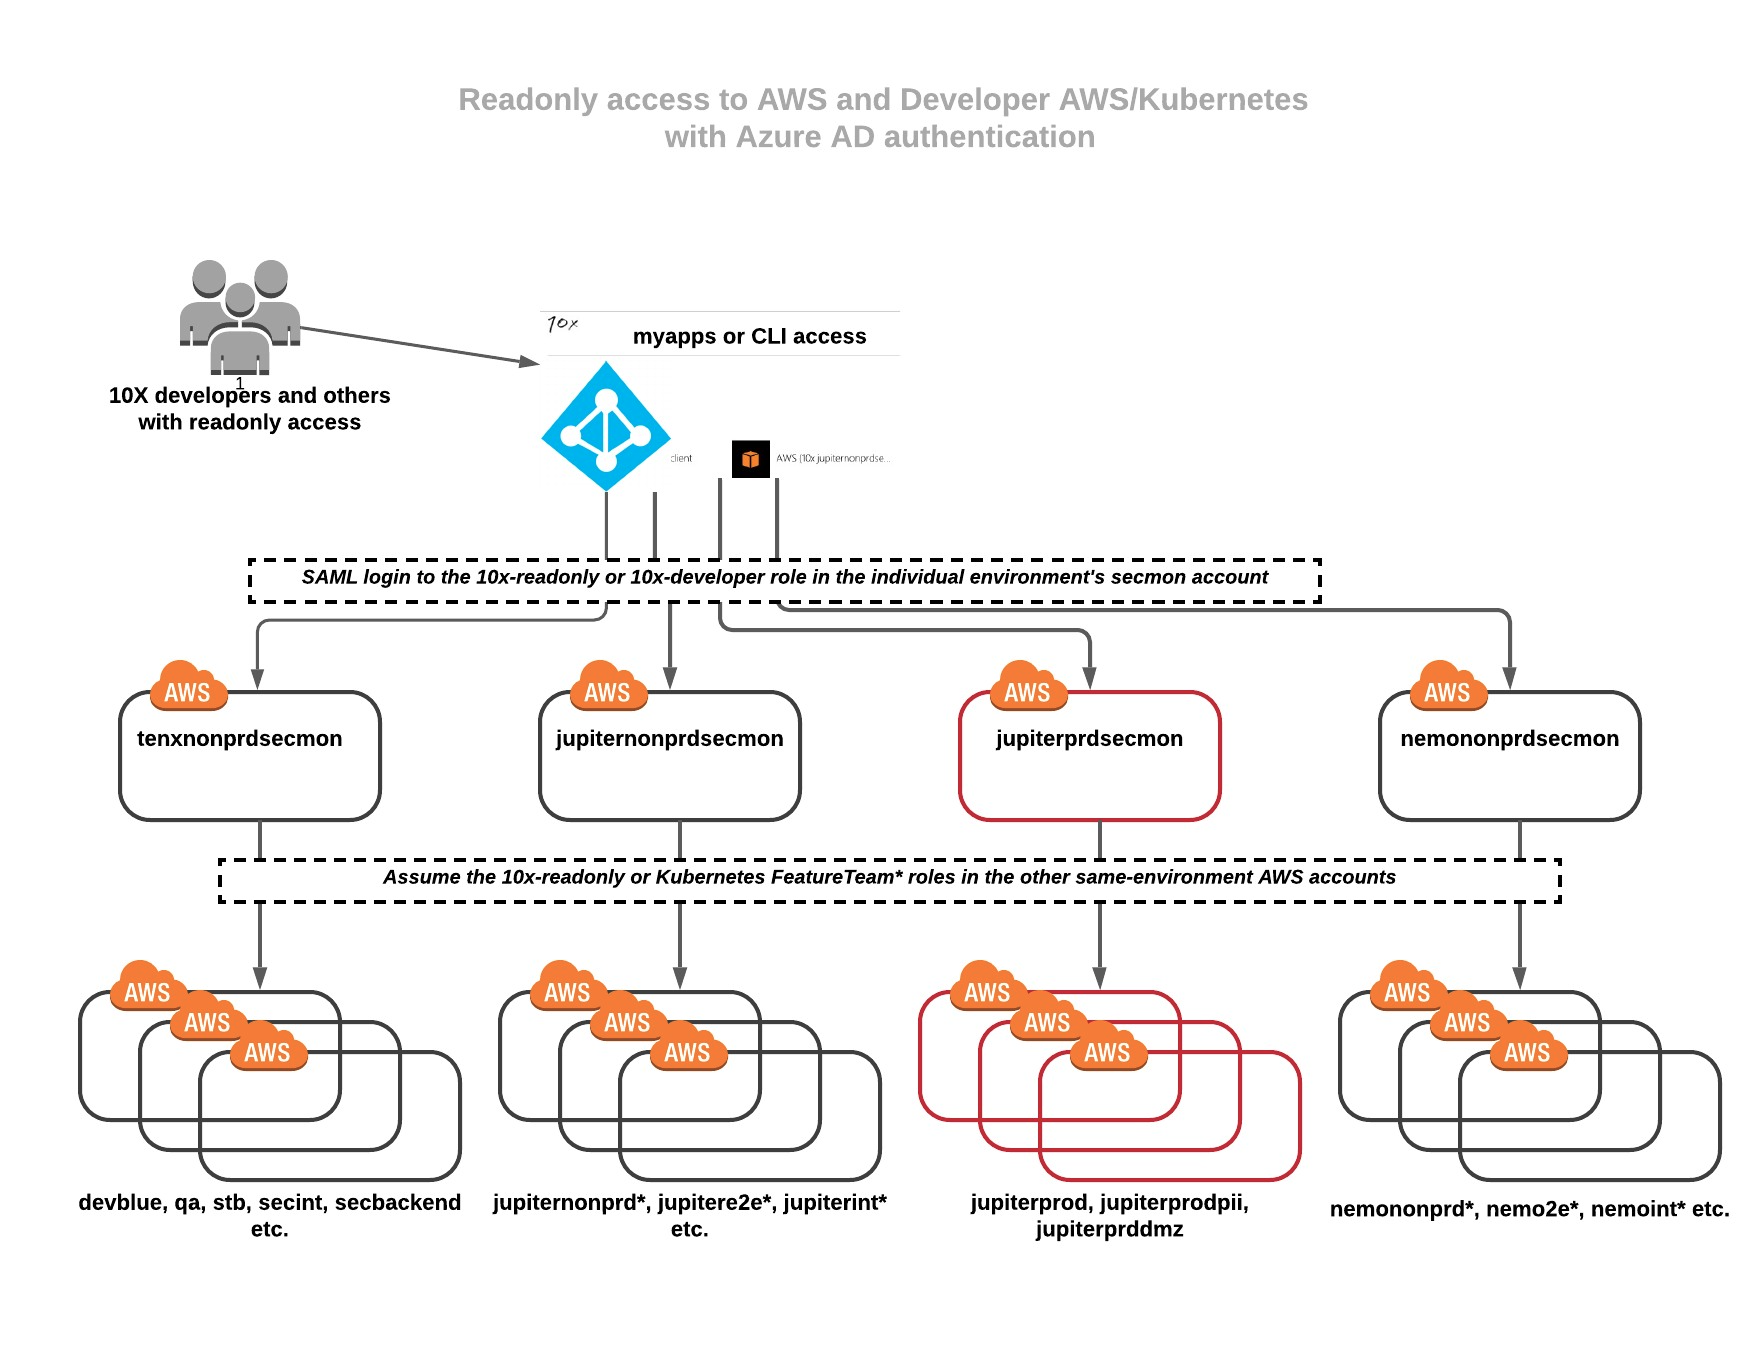 Readonly access to AWS and Developer AWS/Kubernetes
with Azure AD authentication
10x
myapps or CLI access
1
10X developers and others
with readonly access
client
AWS (10x jupiternonprdse...
SAML login to the 10x-readonly or 10x-developer role in the individual environment's secmon account
AWS
AWS
AWS
AWS
tenxnonprdsecmon
jupiternonprdsecmon
jupiterprdsecmon
nemononprdsecmon
Assume the 10x-readonly or Kubernetes FeatureTeam* roles in the other same-environment AWS accounts
AWS
AWS
AWS
AWS
AWS
AWS
AWS
AWS
AWS
AWS
AWS
AWS
devblue, qa, stb, secint, secbackend
etc.
jupiternonprd*, jupitere2e*, jupiterint*
etc.
jupiterprod, jupiterprodpii,
jupiterprddmz
nemononprd*, nemo2e*, nemoint* etc.